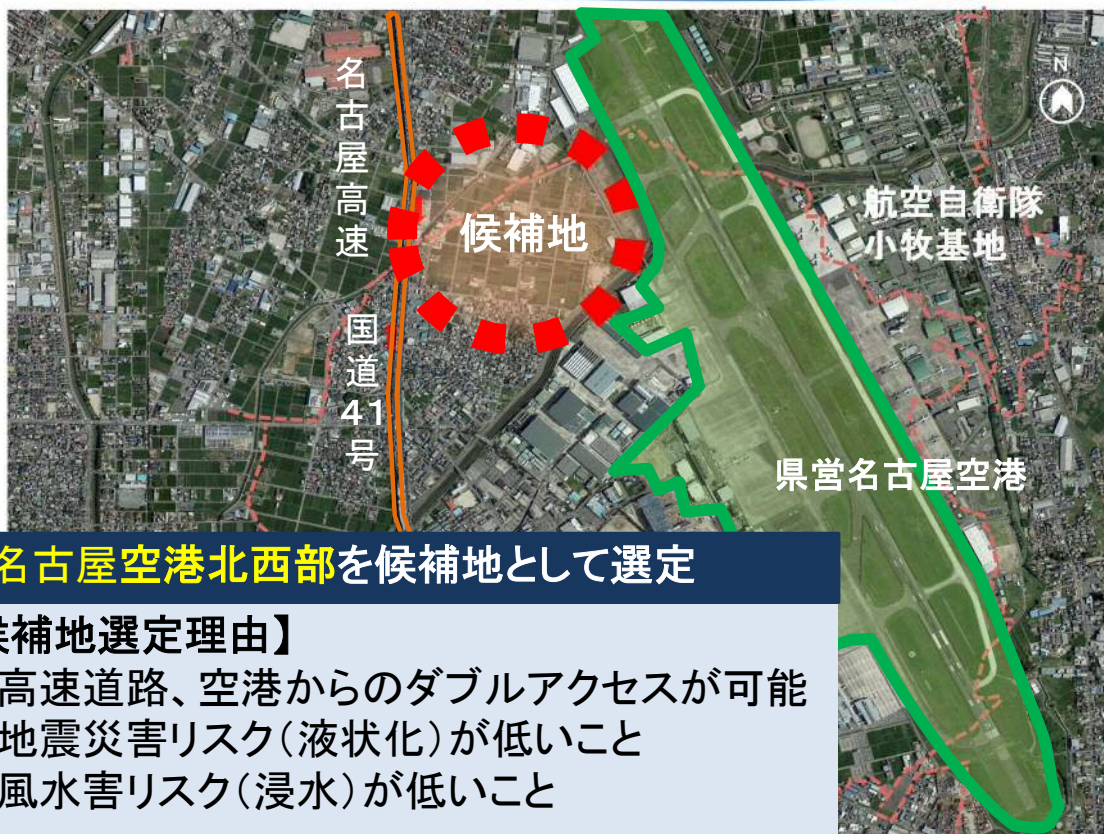 名古屋高速
国道41号
N
候補地
航空自衛隊
小牧基地
県営名古屋空港
名古屋空港北西部を候補地として選定
補地選定理由】
高速道路、空港からのダブルアクセスが可能
地震災害リスク（液状化）が低いこと
風水害リスク（浸水）が低いこと